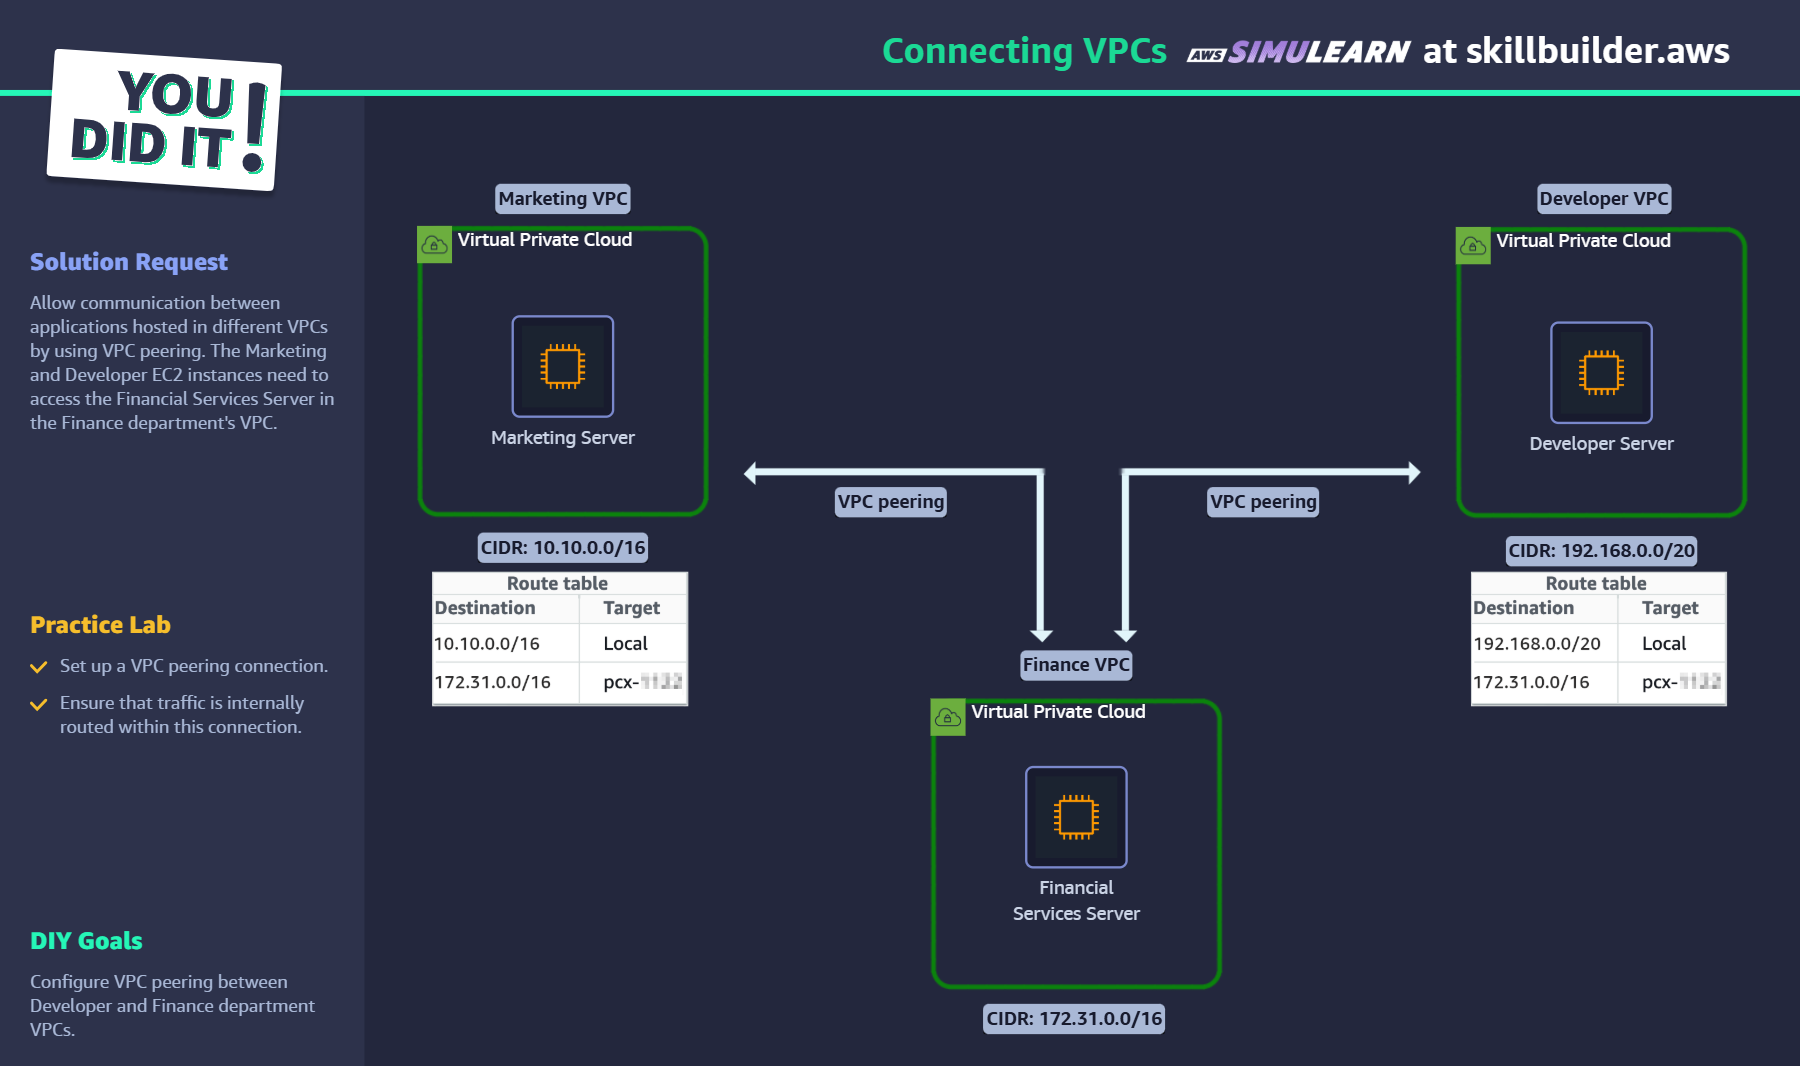 Connecting VPCs aws SIMULEARN at skillbuilder.aws
YOU
DID IT!
Solution Request
Allow communication between
applications hosted in different VPCs
by using VPC peering. The Marketing
and Developer EC2 instances need to
access the Financial Services Server in
the Finance department's VPC.
Practice Lab
Set up a VPC peering connection.
Ensure that traffic is internally
routed within this connection.
DIY Goals
Configure VPC peering between
Developer and Finance department
VPCs.
Marketing VPC
Virtual Private Cloud
Marketing Server
CIDR: 10.10.0.0/16
Route table
Destination Target
10.10.0.0/16 Local
172.31.0.0/16 pcx-
VPC peering
VPC peering
Developer VPC
Virtual Private Cloud
Developer Server
CIDR: 192.168.0.0/20
Route table
Destination Target
192.168.0.0/20 Local
172.31.0.0/16 pcx-
Finance VPC
Virtual Private Cloud
Financial
Services Server
CIDR: 172.31.0.0/16